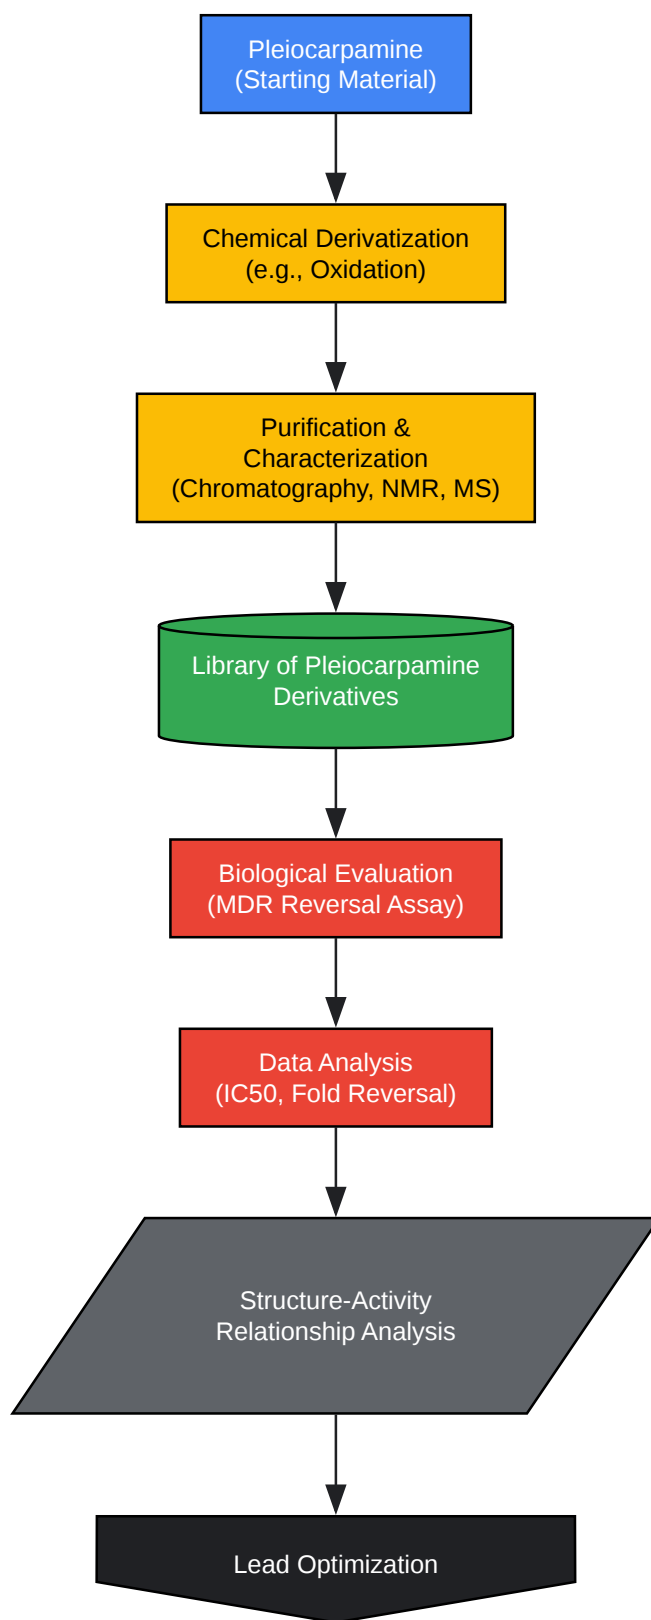 Pleiocarpamine
(Starting Material)
Chemical Derivatization
(e.g., Oxidation)
Purification &
Characterization
(Chromatography, NMR, MS)
Library of Pleiocarpamine
Derivatives
Biological Evaluation
(MDR Reversal Assay)
Data Analysis
(IC50, Fold Reversal)
Structure-Activity
Relationship Analysis
Lead Optimization